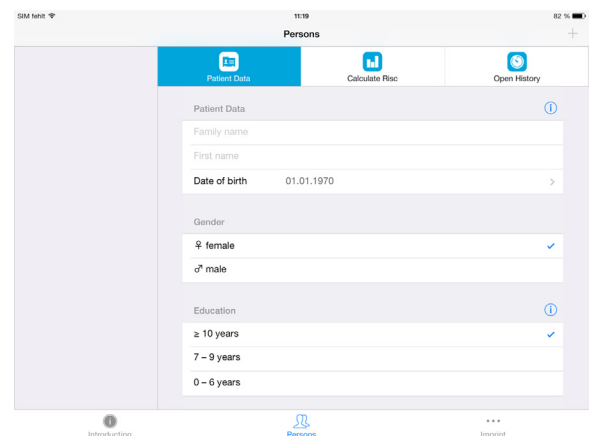 SIM fehlt 11:19 82 %
Persons
Patient Data Calculate Risc Open History
Patient Data
Family name
First name
Date of birth 01.01.1970
Gender
♀ female
♂ male
Education
≥ 10 years
7 – 9 years
0 – 6 years
Introduction Persons Imprint